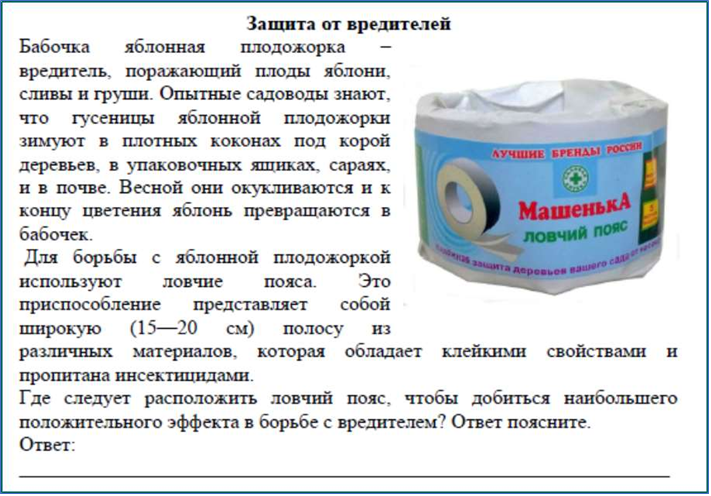 Защита от вредителей
Бабочка яблонная плодожорка –
вредитель, поражающий плоды яблони,
сливы и груши. Опытные садоводы знают,
что гусеницы яблонной плодожорки
зимуют в плотных коконах под корой
деревьев, в упаковочных ящиках, сараях,
и в почве. Весной они окукливаются и к
концу цветения яблонь превращаются в
бабочек.
ЛУЧШИЕ БРЕНДЫ РОССИИ
МашенькА
ЛОВЧИЙ ПОЯС
защита деревьев вашего сада от
Для борьбы с яблонной плодожоркой
используют ловчие пояса. Это
приспособление представляет собой
широкую (15—20 см) полосу из
различных материалов, которая обладает клейкими свойствами и
пропитана инсектицидами.
Где следует расположить ловчий пояс, чтобы добиться наибольшего
положительного эффекта в борьбе с вредителем? Ответ поясните.
Ответ: